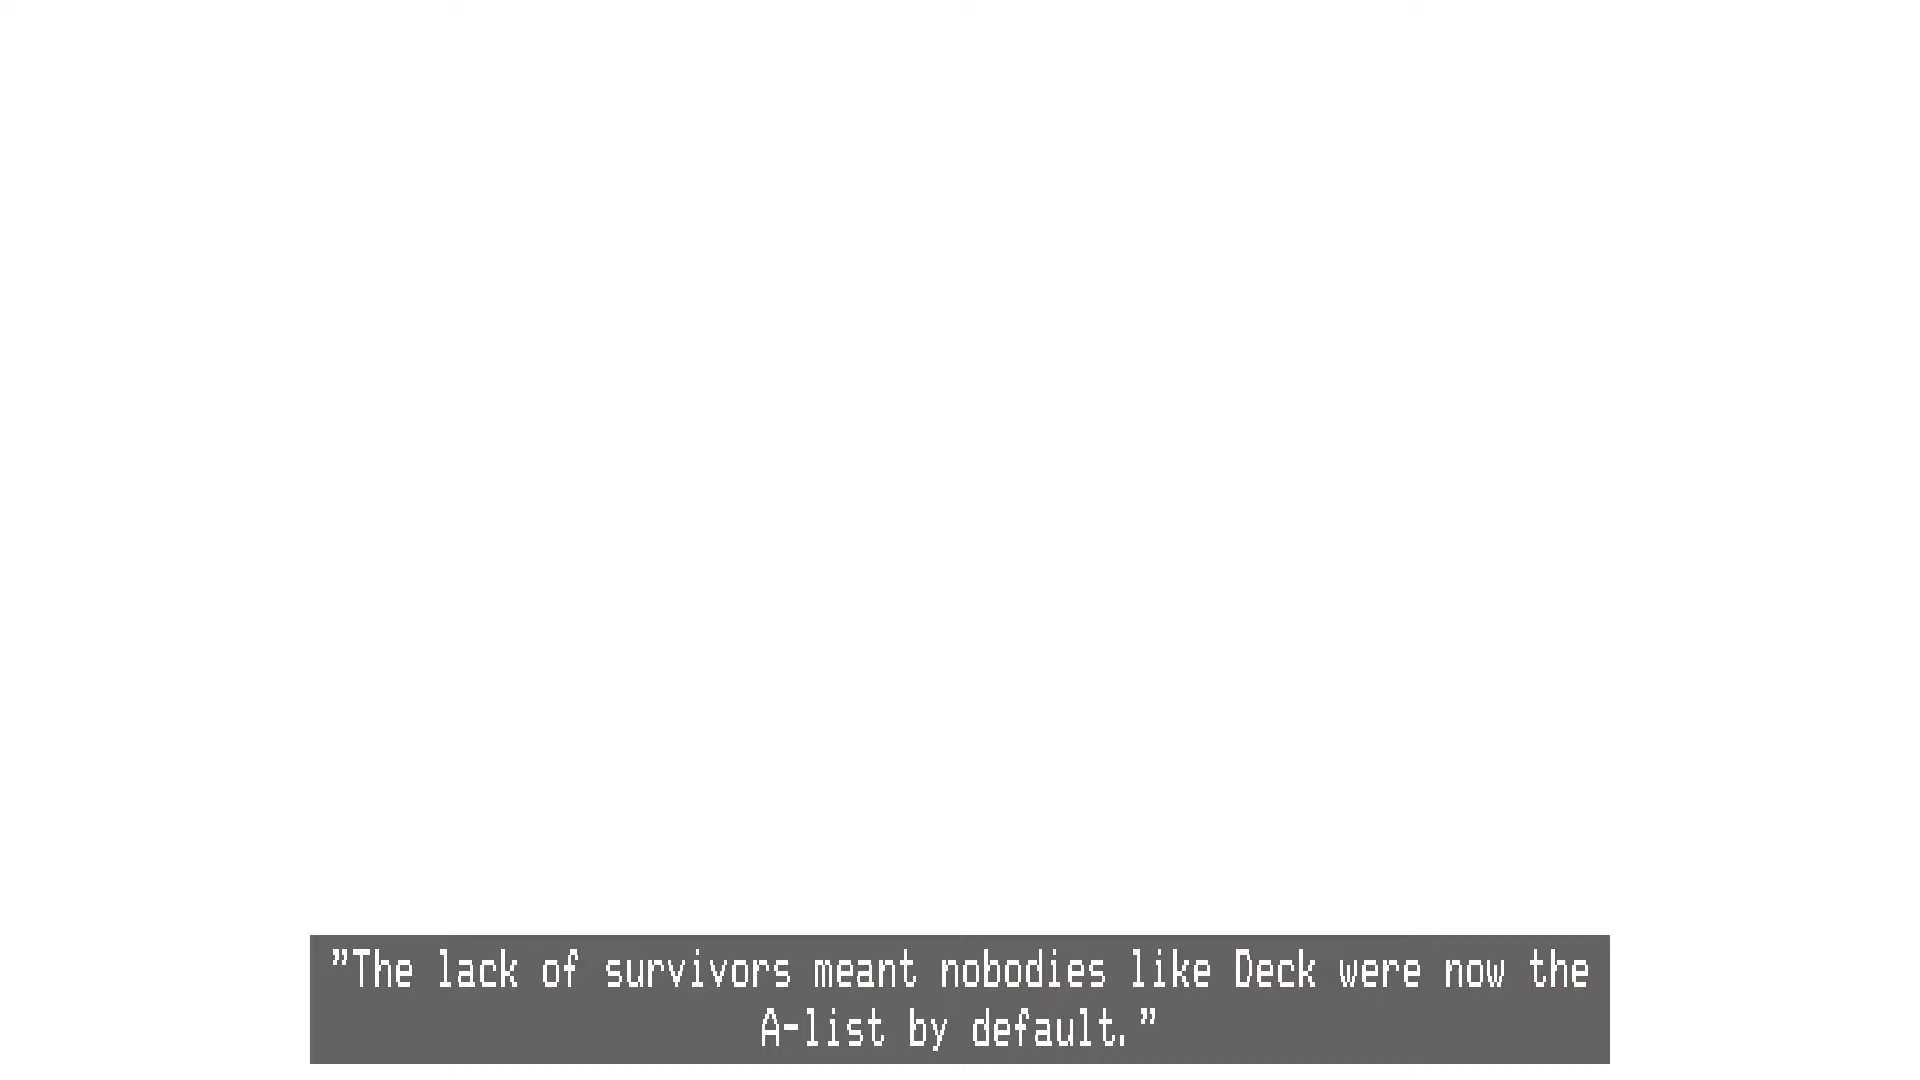 ”The lack of survivors meant nobodies like Deck were now the
A-list by default.”